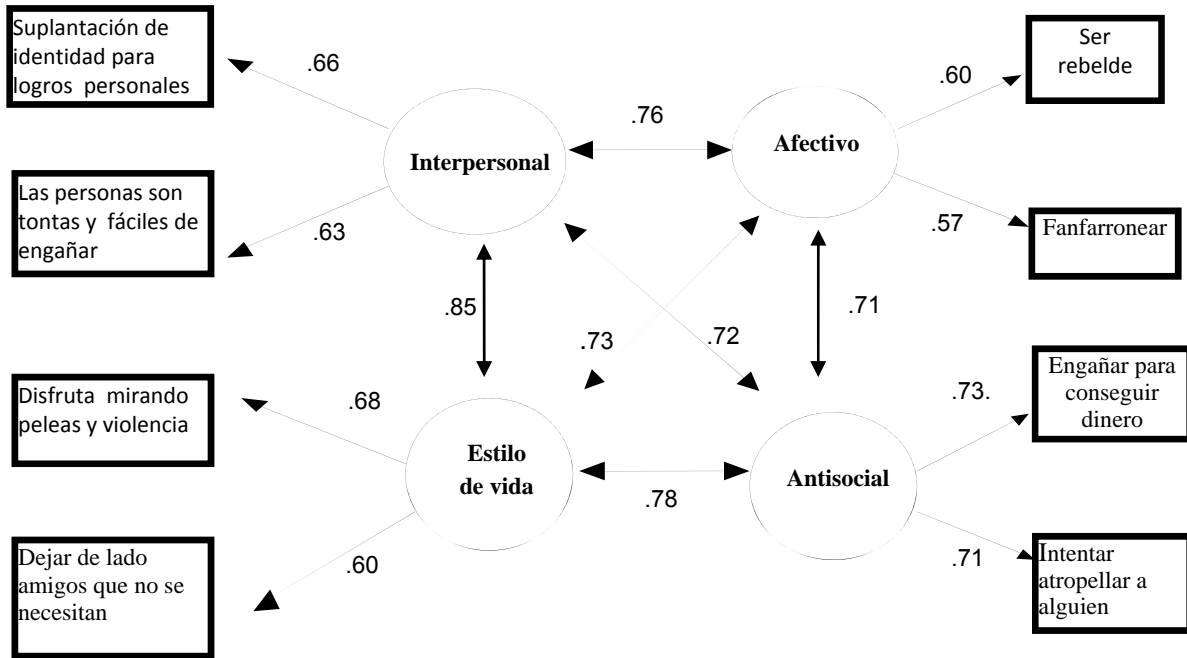 Suplantación de
identidad para
logros personales
.66
Las personas son
tontas y fáciles de
engañar
.63
Interpersonal
.76
Afectivo
.60
Ser
rebelde
.57
Fanfarronear
.85
.73
.72
.71
Disfruta mirando
peleas y violencia
.68
Dejar de lado
amigos que no se
necesitan
.60
Estilo
de vida
.78
Antisocial
.73.
Engañar para
conseguir
dinero
.71
Intentar
atropellar a
alguien